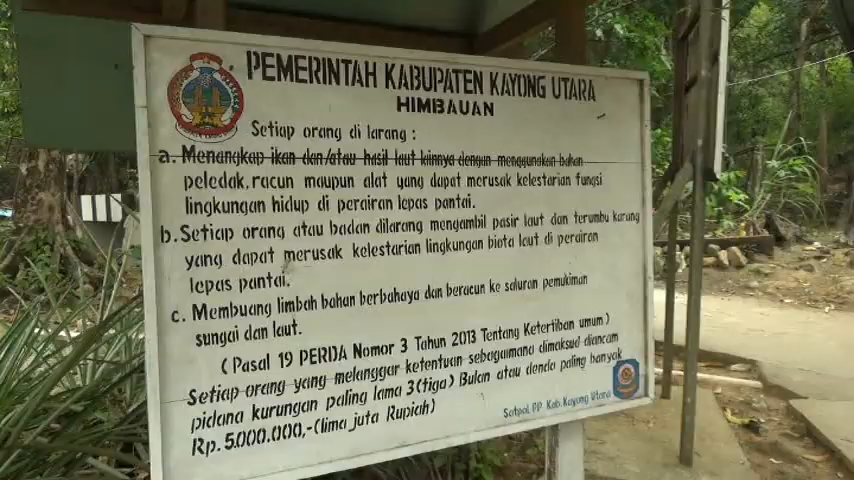 PEMERINTAH KABUPATEN KAYONG UTARA
HIMBAUAN
Setiap orang di larang :
a. Menangkap ikan dan/atau hasil laut lainnya dengan menggunakan bahan
peledak, racun maupun alat yang dapat merusak kelestarian fungsi
lingkungan hidup di perairan lepas pantai.
b. Setiap orang atau badan dilarang mengambil pasir laut dan terumbu karang
yang dapat merusak kelestarian lingkungan biota laut di perairan
lepas pantai.
c. Membuang limbah bahan berbahaya dan beracun ke saluran pemukiman
sungai dan laut.
(Pasal 19 PERDA Nomor 3 Tahun 2013 Tentang Ketertiban umum)
Setiap orang yang melanggar ketentuan sebagaimana dimaksud diancam
pidana kurungan paling lama 3(tiga) Bulan atau denda paling banyak
Rp. 5.000.000,-(lima juta Rupiah)
Satpol PP Kab. Kayong Utara